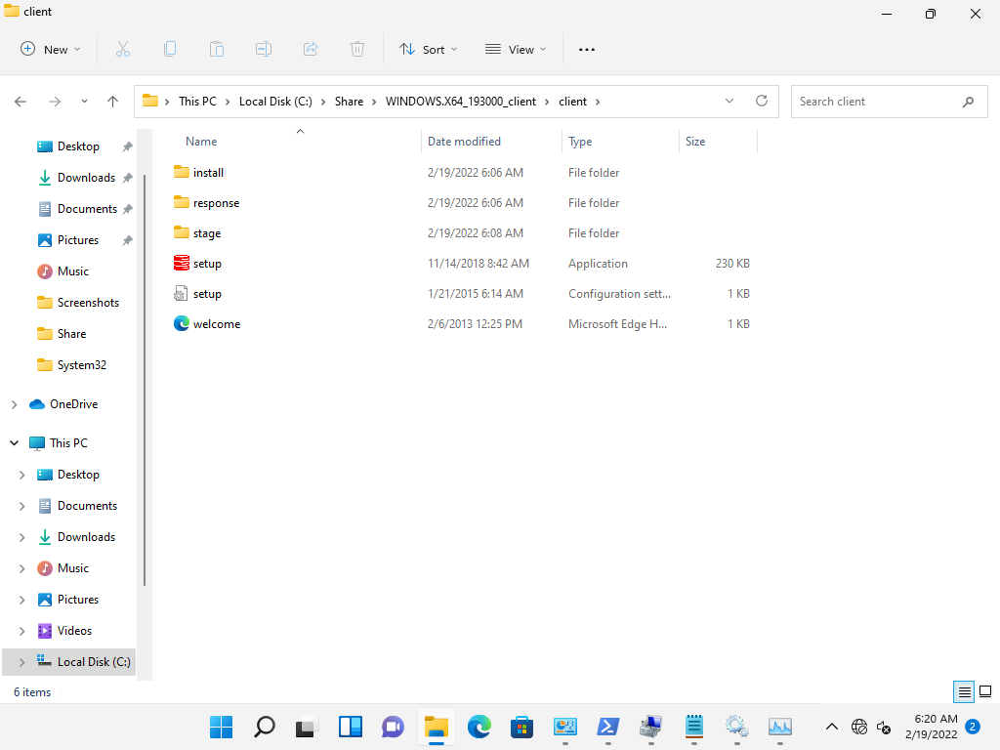 client
New
Sort
View
This PC
Local Disk (C:)
Share
WINDOWS.X64_193000_client
client
Search client
Name
Date modified
Type
Size
install 2/19/2022 6:06 AM File folder
response 2/19/2022 6:06 AM File folder
stage 2/19/2022 6:08 AM File folder
setup 11/14/2018 8:42 AM Application 230 KB
setup 1/21/2015 6:14 AM Configuration sett... 1 KB
welcome 2/6/2013 12:25 PM Microsoft Edge H... 1 KB
Desktop
Downloads
Documents
Pictures
Music
Screenshots
Share
System32
OneDrive
This PC
Desktop
Documents
Downloads
Music
Pictures
Videos
Local Disk (C:)
6 items
6:20 AM
2/19/2022
2